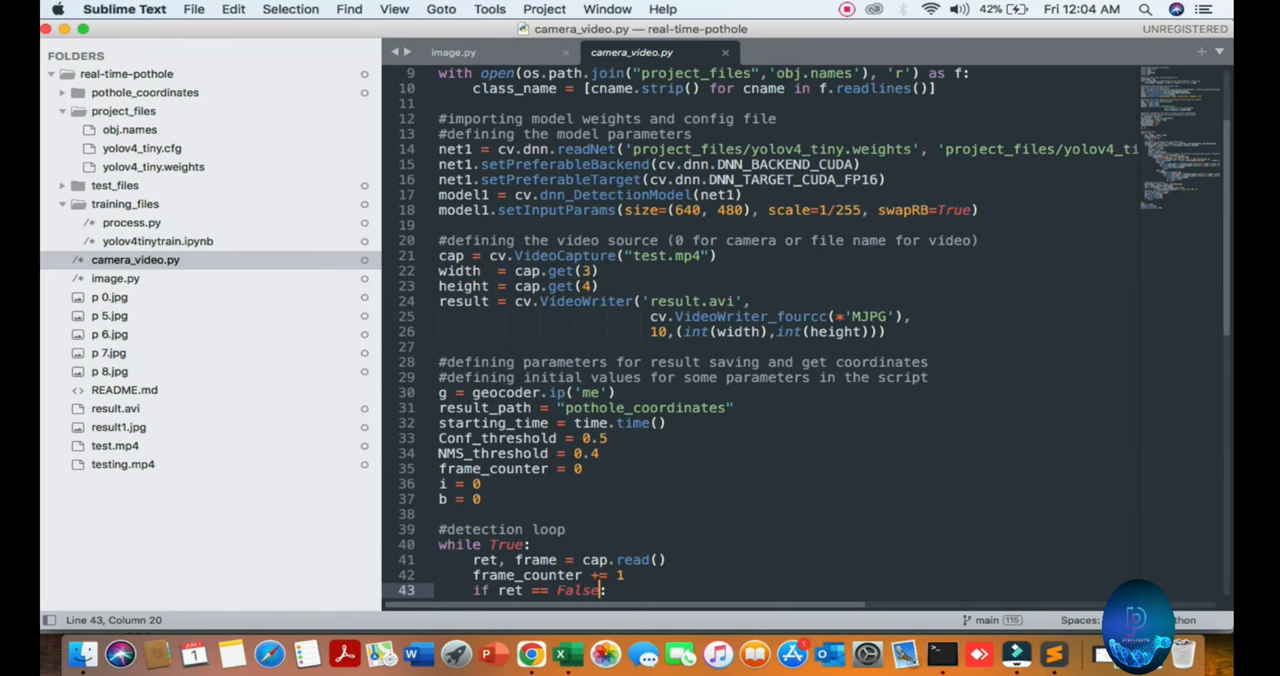 Sublime Text File Edit Selection Find View Goto Tools Project Window Help 42% Fri 12:04 AM
camera_video.py — real-time-pothole UNREGISTERED
FOLDERS
real-time-pothole
pothole_coordinates
project_files
obj.names
yolov4_tiny.cfg
yolov4_tiny.weights
test_files
training_files
/* process.py
/* yolov4tinytrain.ipynb
/* camera_video.py
/* image.py
p 0.jpg
p 5.jpg
p 6.jpg
p 7.jpg
p 8.jpg
<> README.md
result.avi
result1.jpg
test.mp4
testing.mp4
image.py × camera_video.py ×
9 with open(os.path.join("project_files",'obj.names'), 'r') as f:
10 class_name = [cname.strip() for cname in f.readlines()]
11
12 #importing model weights and config file
13 #defining the model parameters
14 net1 = cv.dnn.readNet('project_files/yolov4_tiny.weights', 'project_files/yolov4_ti
15 net1.setPreferableBackend(cv.dnn.DNN_BACKEND_CUDA)
16 net1.setPreferableTarget(cv.dnn.DNN_TARGET_CUDA_FP16)
17 model1 = cv.dnn_DetectionModel(net1)
18 model1.setInputParams(size=(640, 480), scale=1/255, swapRB=True)
19
20 #defining the video source (0 for camera or file name for video)
21 cap = cv.VideoCapture("test.mp4")
22 width  = cap.get(3)
23 height = cap.get(4)
24 result = cv.VideoWriter('result.avi',
25 cv.VideoWriter_fourcc(*'MJPG'),
26 10,(int(width),int(height)))
27
28 #defining parameters for result saving and get coordinates
29 #defining initial values for some parameters in the script
30 g = geocoder.ip('me')
31 result_path = "pothole_coordinates"
32 starting_time = time.time()
33 Conf_threshold = 0.5
34 NMS_threshold = 0.4
35 frame_counter = 0
36 i = 0
37 b = 0
38
39 #detection loop
40 while True:
41 ret, frame = cap.read()
42 frame_counter += 1
43 if ret == False:
Line 43, Column 20 main 115 Spaces: thon